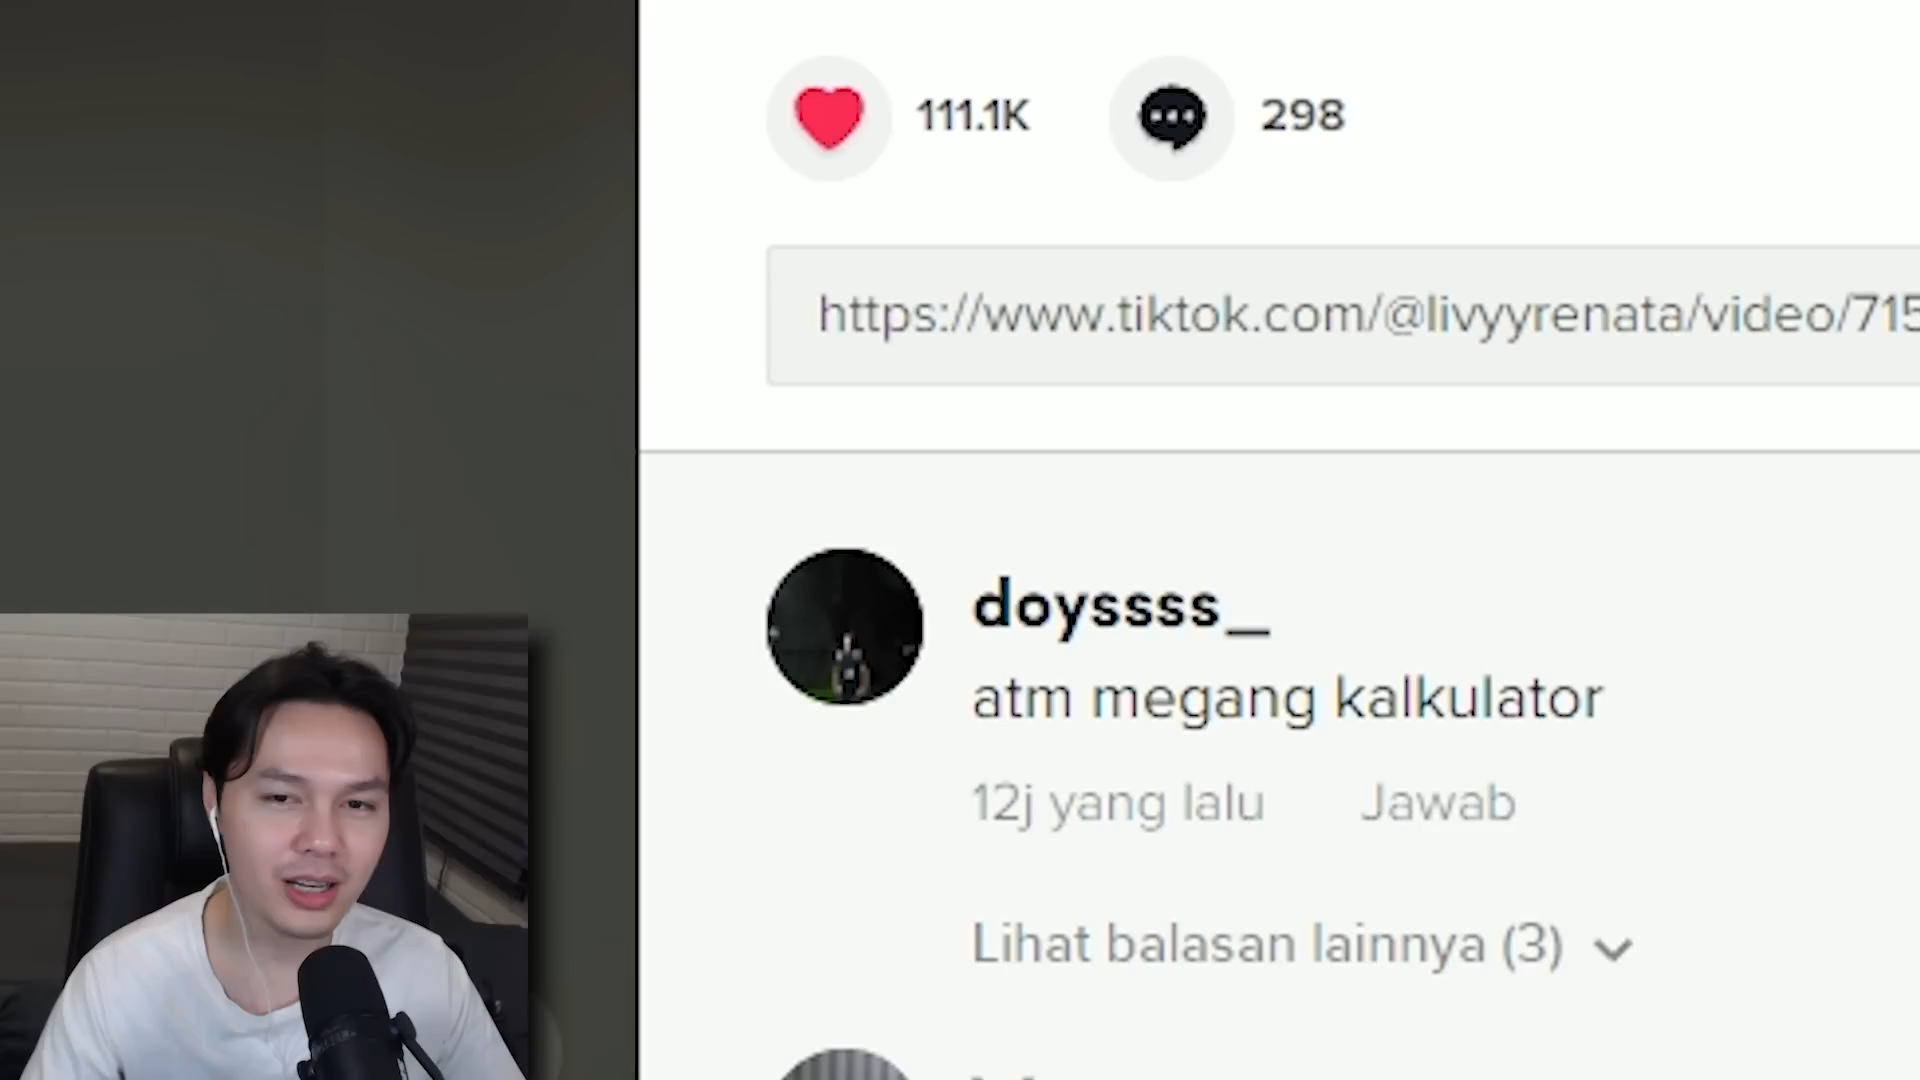 111.1K 298
https://www.tiktok.com/@livyyrenata/video/715
doyssss_
atm megang kalkulator
12j yang lalu Jawab
Lihat balasan lainnya (3)